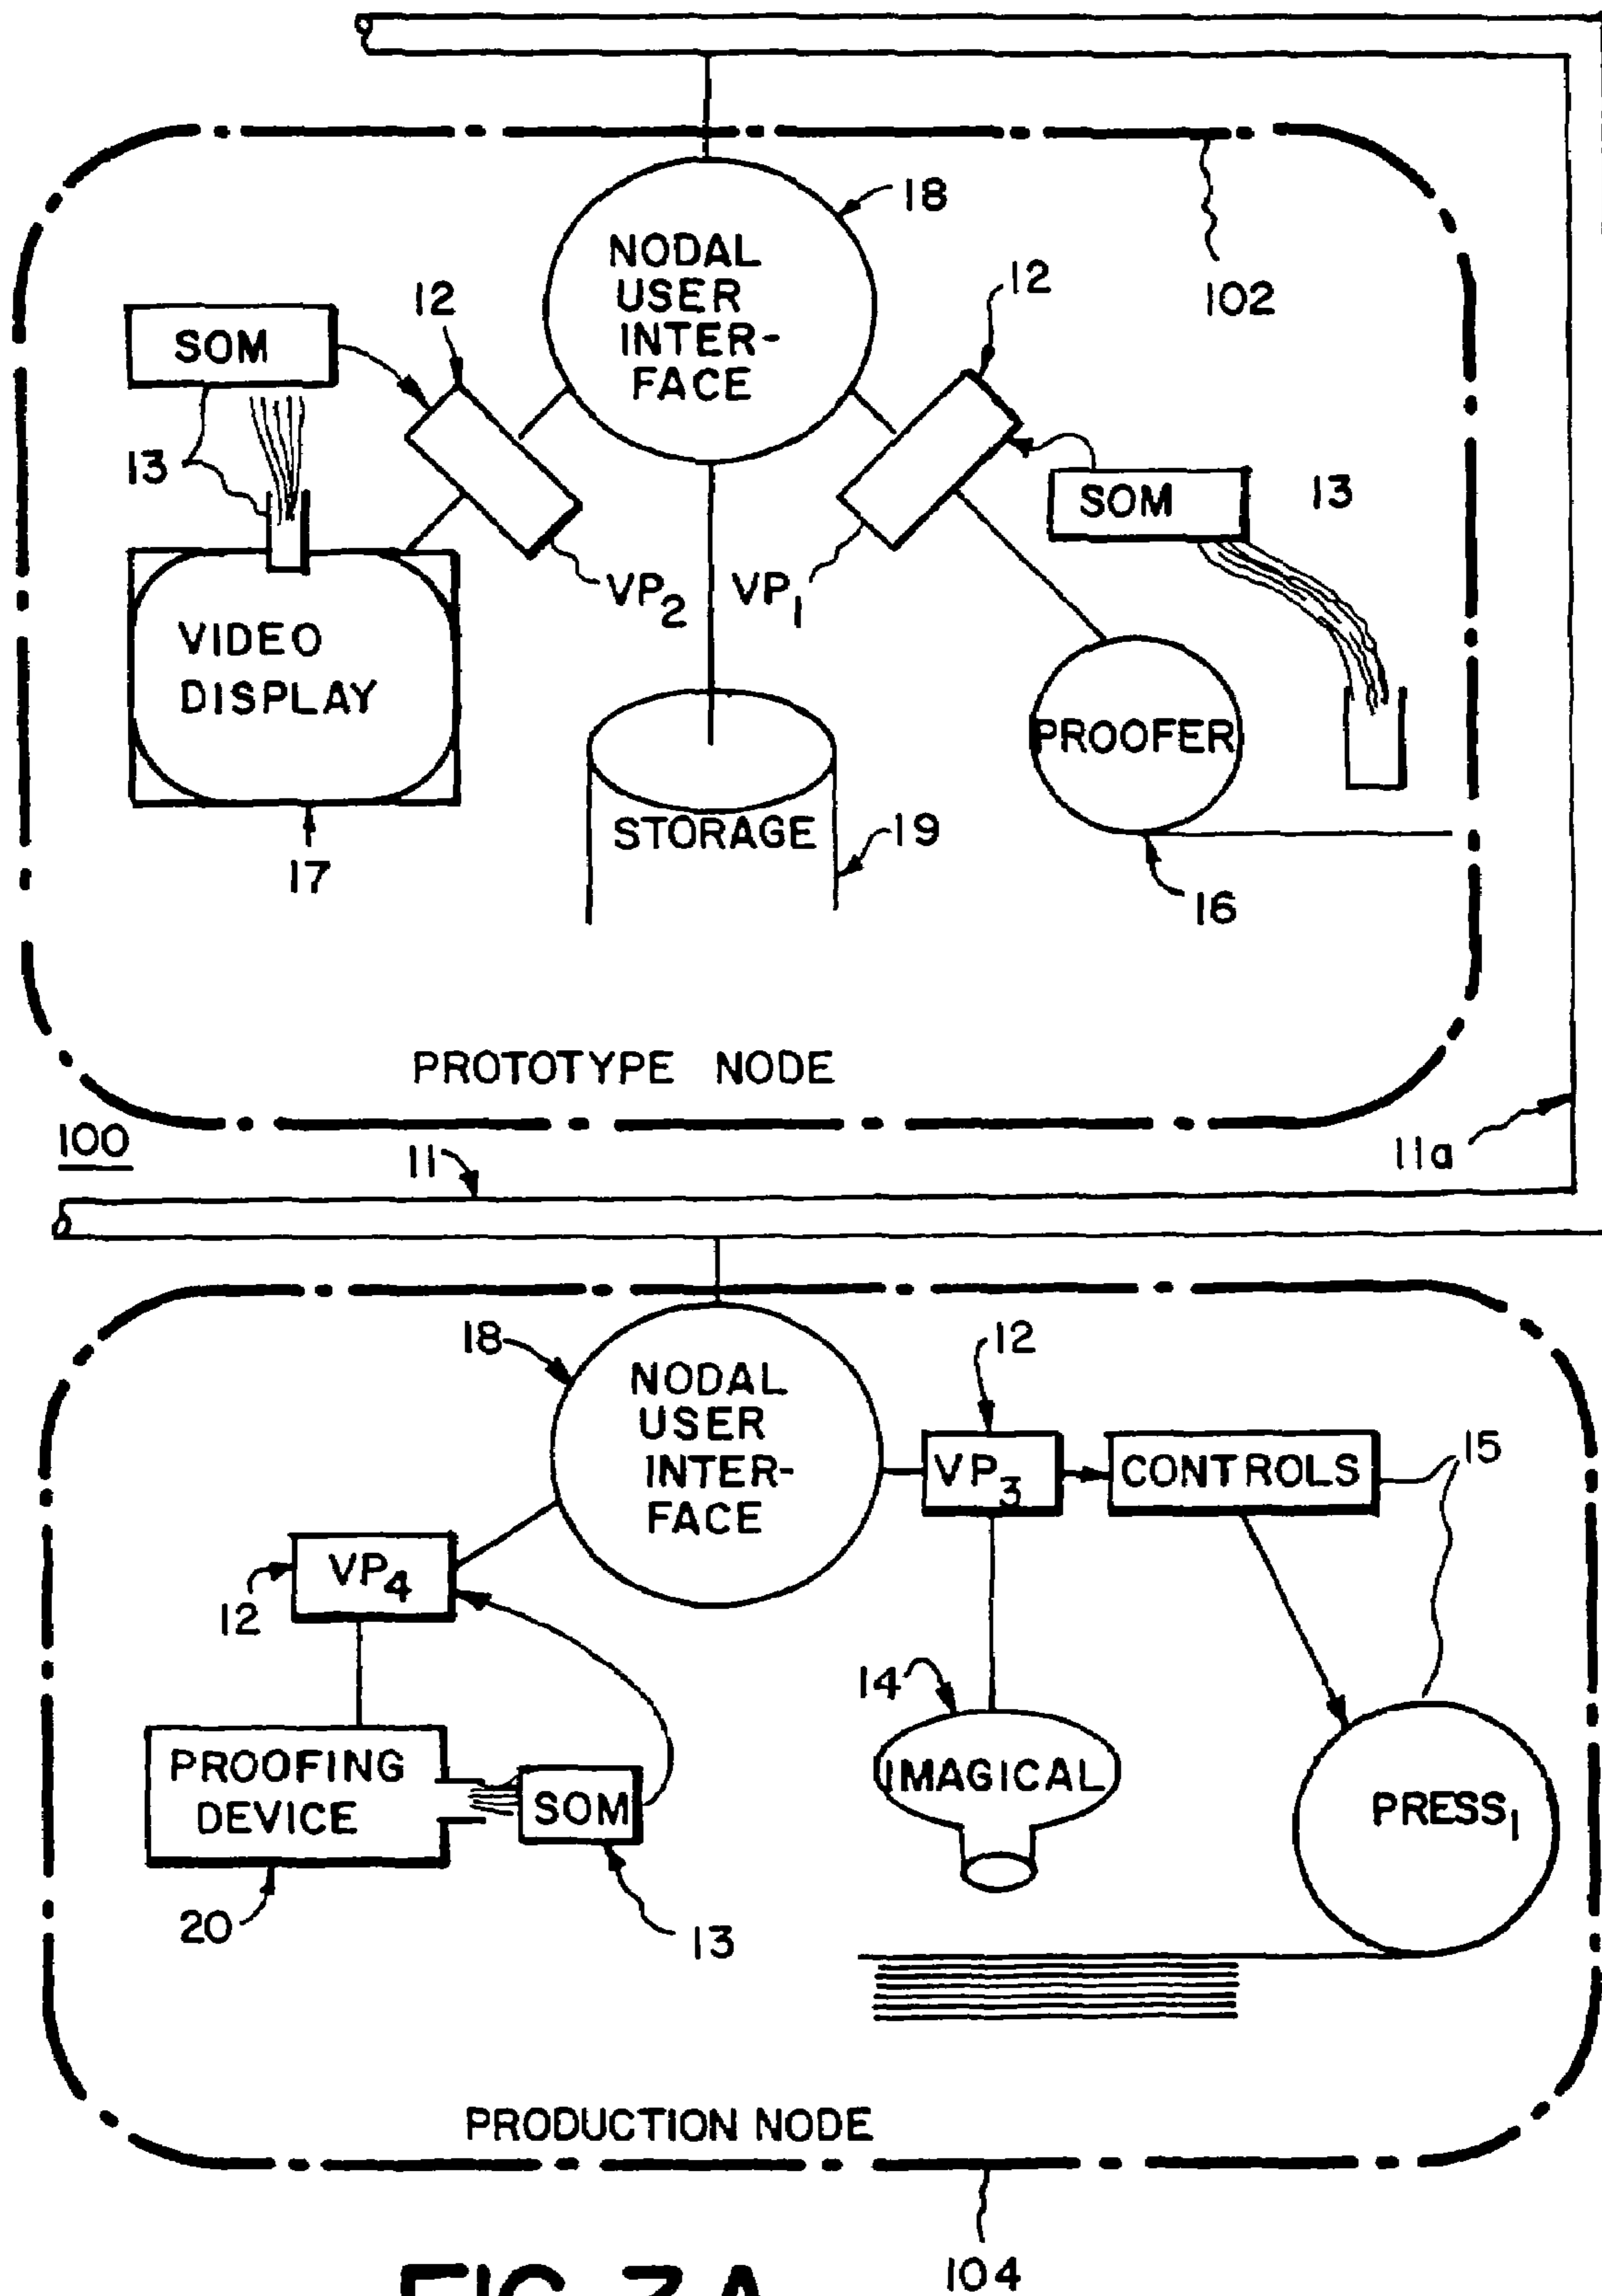 18
NODAL
USER
INTER-
FACE
12
12
102
SOM
13
SOM
13
VP2
VP1
VIDEO
DISPLAY
PROOFER
STORAGE
19
17
16
PROTOTYPE NODE
100
11
11a
18
NODAL
USER
INTER-
FACE
12
VP3
CONTROLS
15
VP4
12
14
PROOFING
DEVICE
SOM
IMAGICAL
PRESS1
20
13
PRODUCTION NODE
104